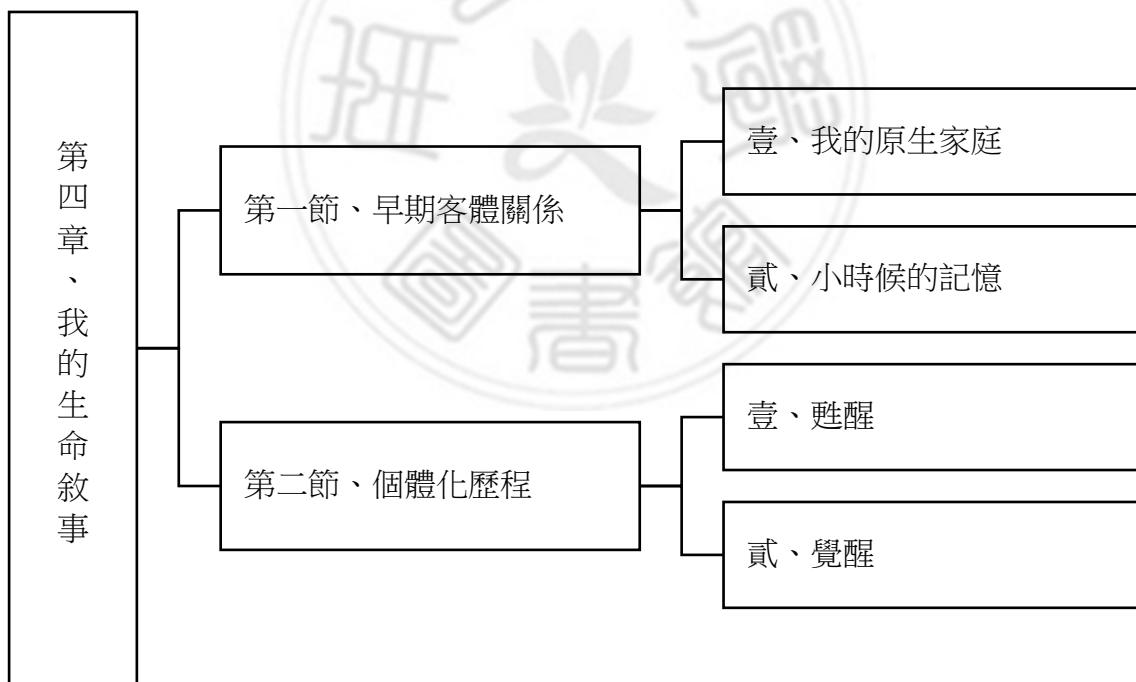 第四章、我的生命敘事
第一節、早期客體關係
壹、我的原生家庭
貳、小時候的記憶
第二節、個體化歷程
壹、甦醒
貳、覺醒